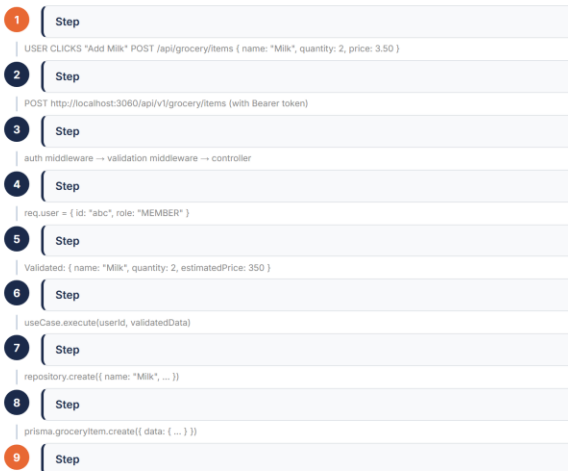 1
Step
USER CLICKS "Add Milk" POST /api/grocery/items { name: "Milk", quantity: 2, price: 3.50 }
2
Step
POST http://localhost:3060/api/v1/grocery/items (with Bearer token)
3
Step
auth middleware → validation middleware → controller
4
Step
req.user = { id: "abc", role: "MEMBER" }
5
Step
Validated: { name: "Milk", quantity: 2, estimatedPrice: 350 }
6
Step
useCase.execute(userId, validatedData)
7
Step
repository.create({ name: "Milk", ... })
8
Step
prisma.groceryItem.create({ data: { ... } })
9
Step